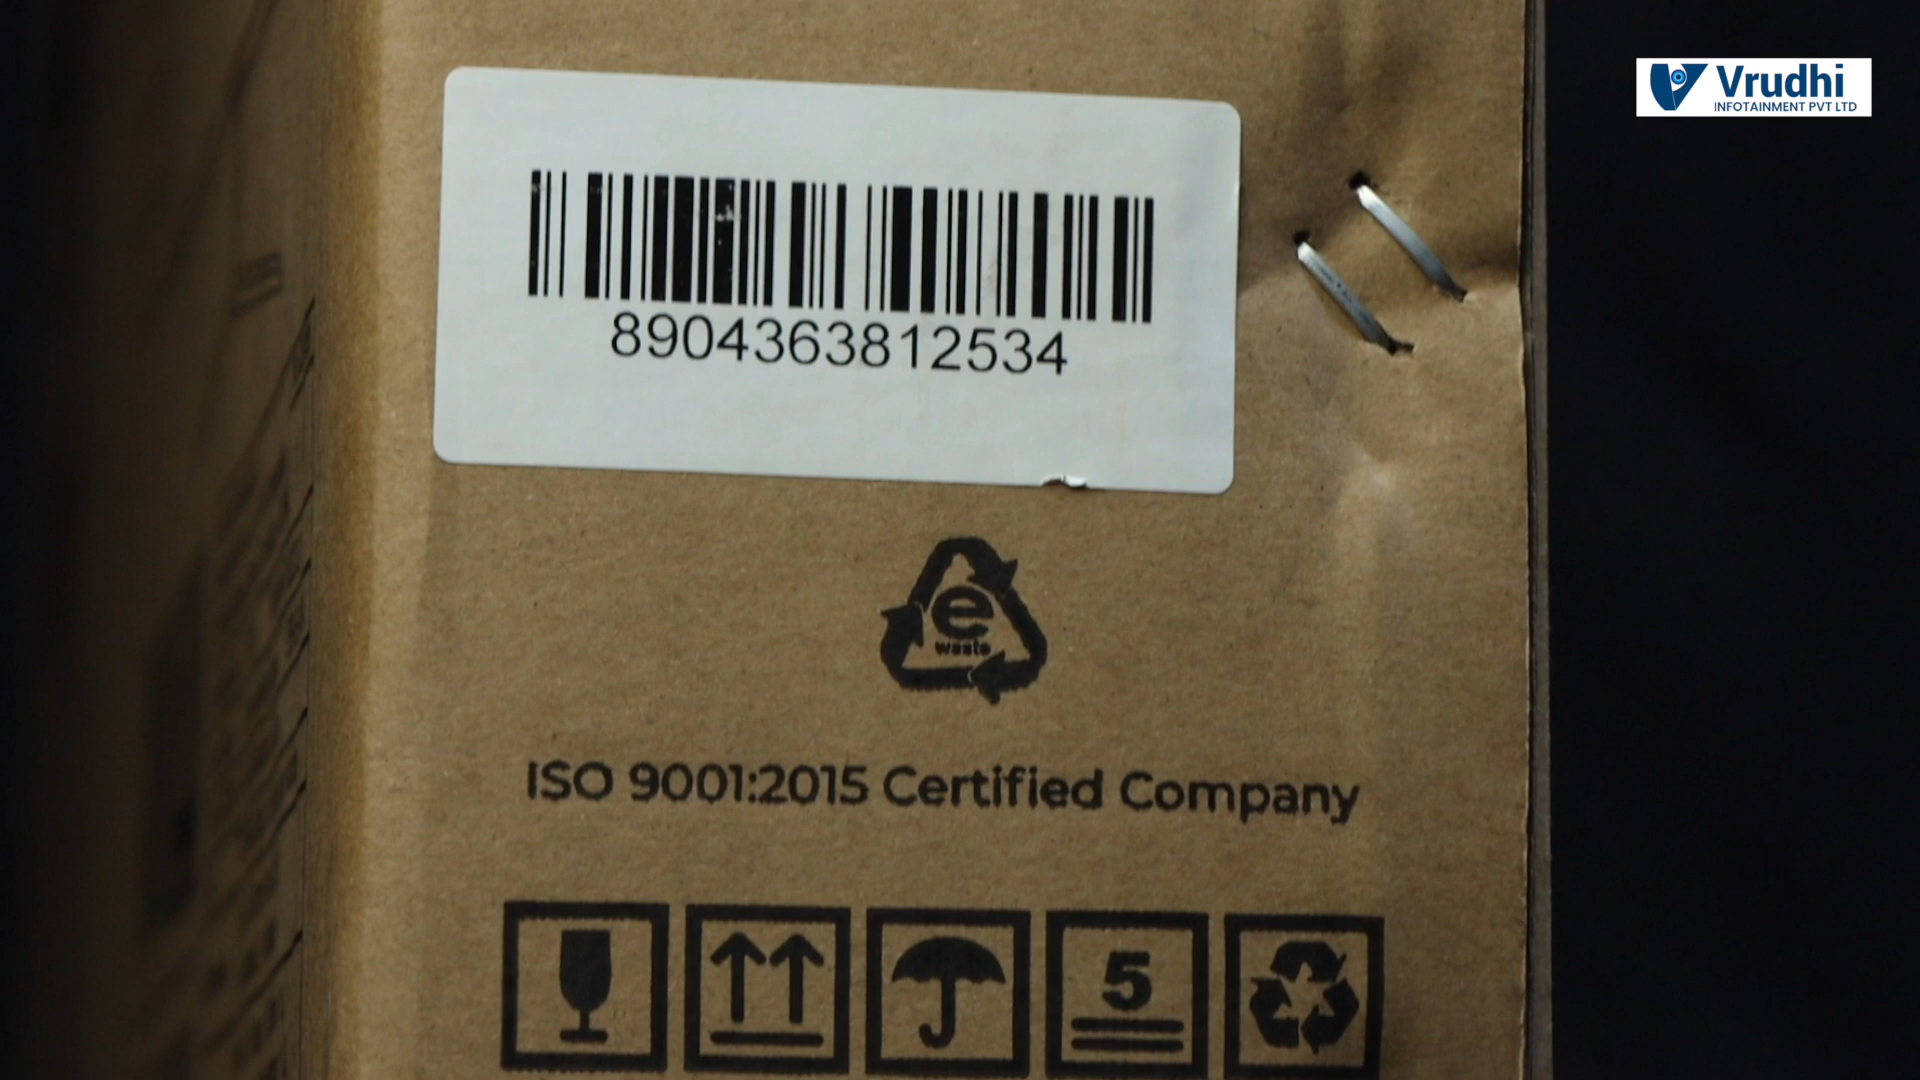 Vrudhi
INFOTAINMENT PVT LTD
8904363812534
e
waste
ISO 9001:2015 Certified Company
5